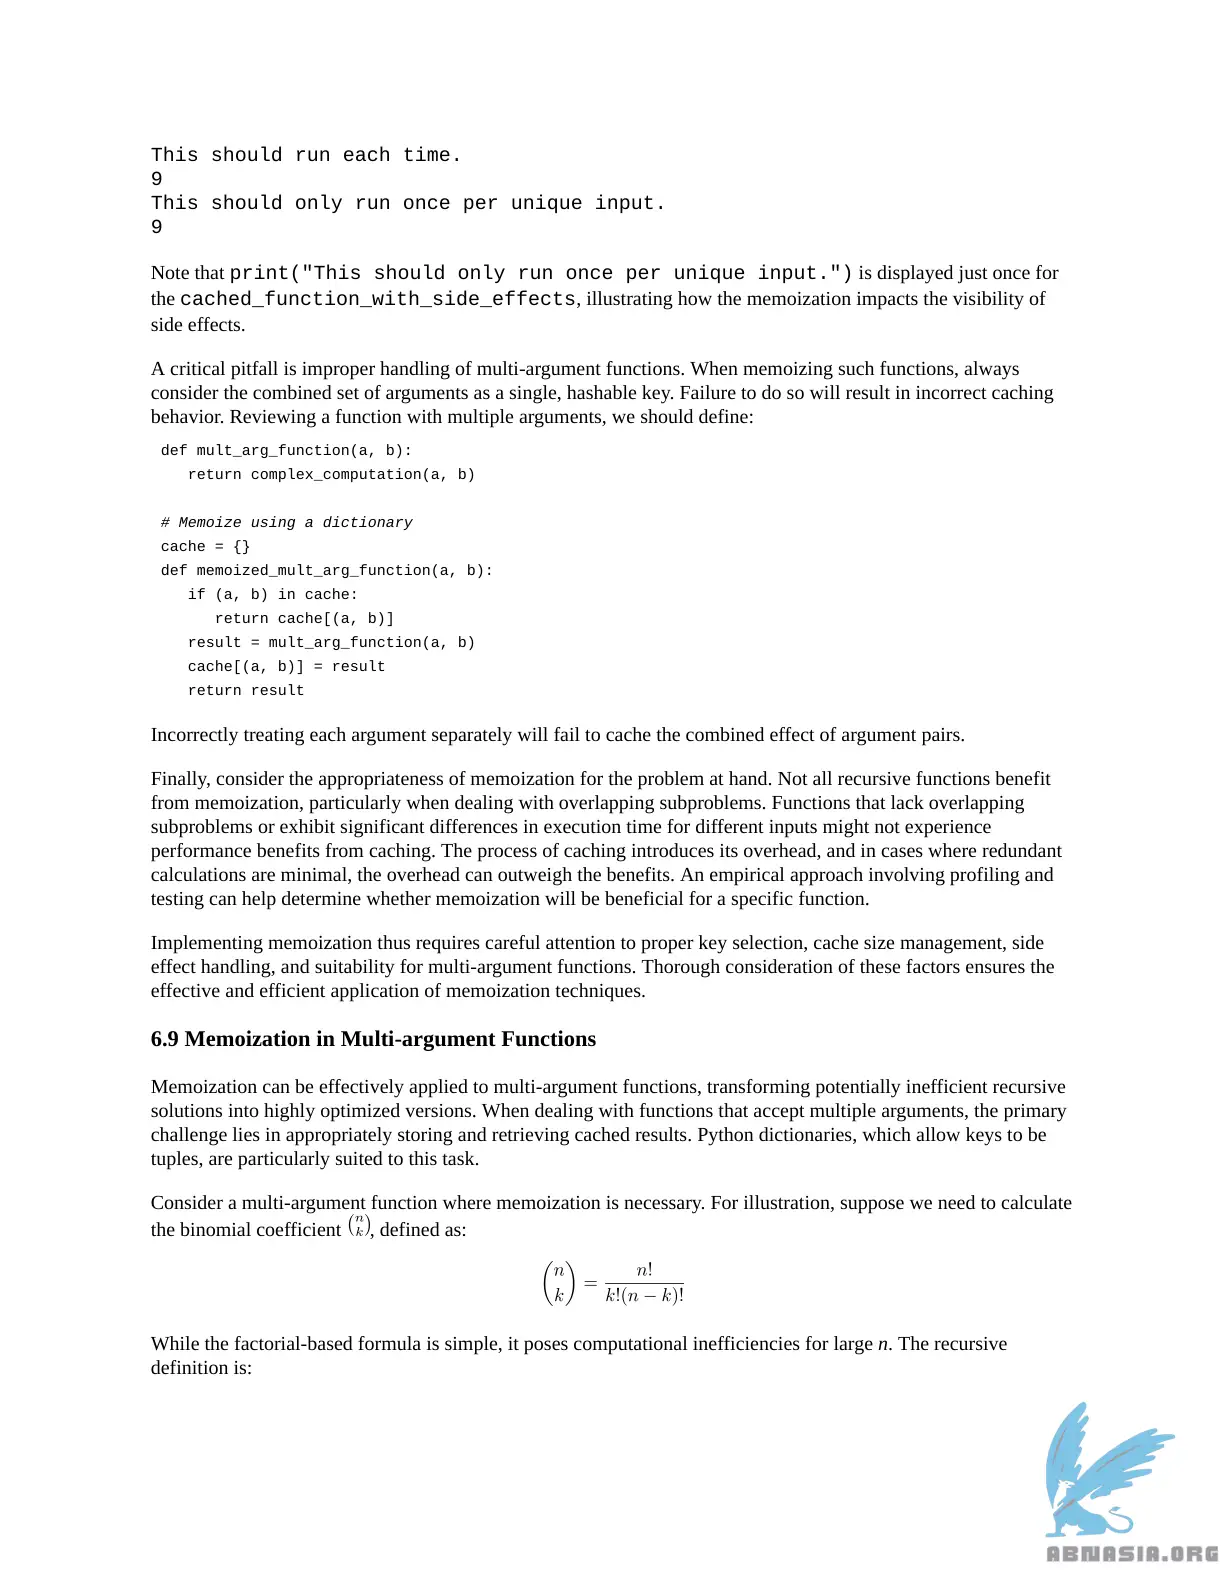 This should run each time.
9
This should only run once per unique input.
9
Note that print("This should only run once per unique input.") is displayed just once for
the cached_function_with_side_effects, illustrating how the memoization impacts the visibility of
side effects.
A critical pitfall is improper handling of multi-argument functions. When memoizing such functions, always
consider the combined set of arguments as a single, hashable key. Failure to do so will result in incorrect caching
behavior. Reviewing a function with multiple arguments, we should define:
def mult_arg_function(a, b):
   return complex_computation(a, b)

# Memoize using a dictionary
cache = {}
def memoized_mult_arg_function(a, b):
   if (a, b) in cache:
      return cache[(a, b)]
   result = mult_arg_function(a, b)
   cache[(a, b)] = result
   return result
Incorrectly treating each argument separately will fail to cache the combined effect of argument pairs.
Finally, consider the appropriateness of memoization for the problem at hand. Not all recursive functions benefit
from memoization, particularly when dealing with overlapping subproblems. Functions that lack overlapping
subproblems or exhibit significant differences in execution time for different inputs might not experience
performance benefits from caching. The process of caching introduces its overhead, and in cases where redundant
calculations are minimal, the overhead can outweigh the benefits. An empirical approach involving profiling and
testing can help determine whether memoization will be beneficial for a specific function.
Implementing memoization thus requires careful attention to proper key selection, cache size management, side
effect handling, and suitability for multi-argument functions. Thorough consideration of these factors ensures the
effective and efficient application of memoization techniques.
6.9 Memoization in Multi-argument Functions
Memoization can be effectively applied to multi-argument functions, transforming potentially inefficient recursive
solutions into highly optimized versions. When dealing with functions that accept multiple arguments, the primary
challenge lies in appropriately storing and retrieving cached results. Python dictionaries, which allow keys to be
tuples, are particularly suited to this task.
Consider a multi-argument function where memoization is necessary. For illustration, suppose we need to calculate
the binomial coefficient (n k), defined as:
(n k) = n! / k!(n − k)!
While the factorial-based formula is simple, it poses computational inefficiencies for large n. The recursive
definition is:
ABNASIA.ORG